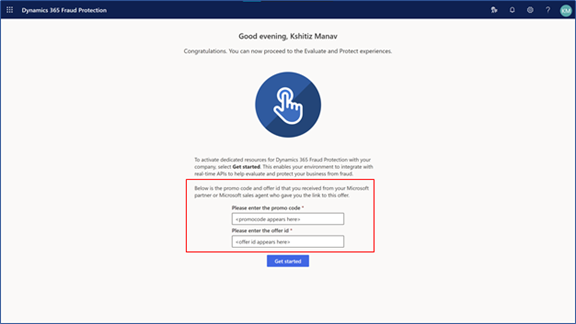 Dynamics 365 Fraud Protection
?
KM
Good evening, Kshitiz Manav
Congratulations. You can now proceed to the Evaluate and Protect experiences.
To activate dedicated resources for Dynamics 365 Fraud Protection with your
company, select Get started. This enables your environment to integrate with
real-time APIs to help evaluate and protect your business from fraud.
Below is the promo code and offer id that you received from your Microsoft
partner or Microsoft sales agent who gave you the link to this offer.
Please enter the promo code *
<promocode appears here>
Please enter the offer id *
<offer id appears here>
Get started